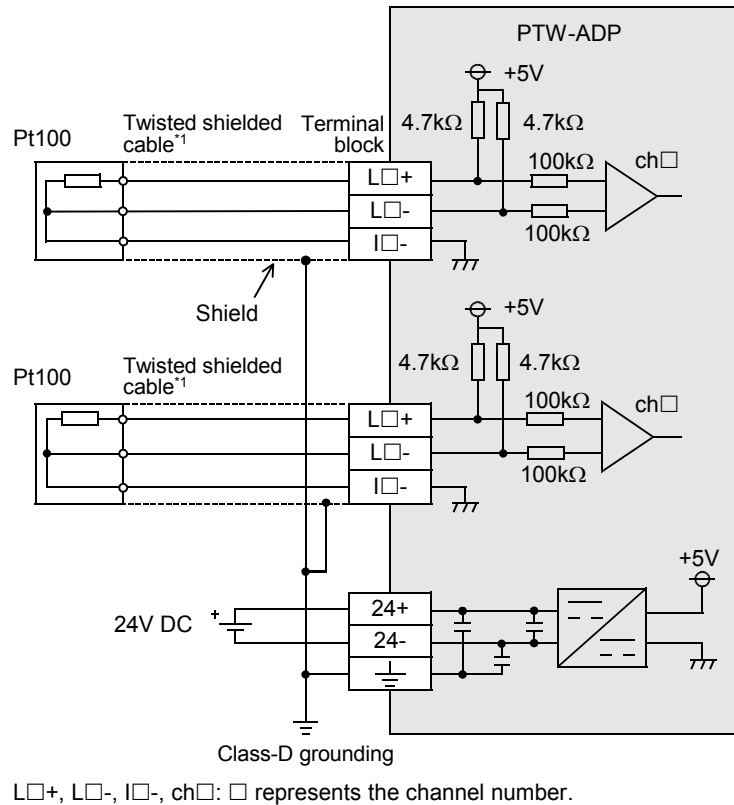 PTW-ADP
+5V
Pt100
Twisted shielded
cable*1
Terminal
block
4.7kΩ
4.7kΩ
100kΩ
ch□
L□+
L□-
I□-
100kΩ
Shield
+5V
Pt100
Twisted shielded
cable*1
4.7kΩ
4.7kΩ
100kΩ
ch□
L□+
L□-
I□-
100kΩ
+5V
24V DC
+
24+
24-
Class-D grounding
L□+, L□-, I□-, ch□: □ represents the channel number.